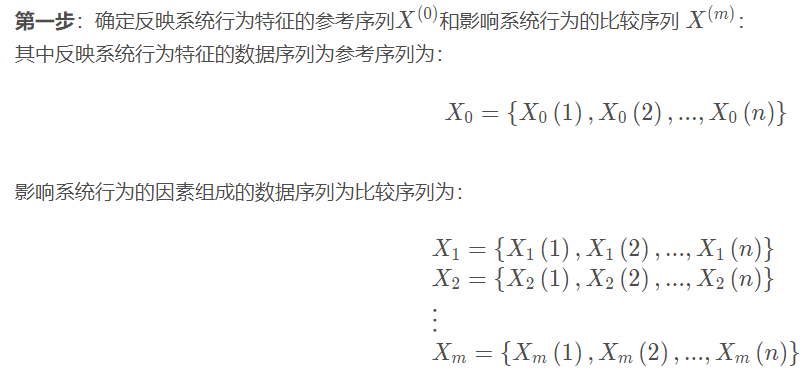 第一步：确定反映系统行为特征的参考序列X^{(0)}和影响系统行为的比较序列 X^{(m)}：
其中反映系统行为特征的数据序列为参考序列为：
X_0 = {X_0 (1) , X_0 (2) , ..., X_0 (n)}
影响系统行为的因素组成的数据序列为比较序列为：
X_1 = {X_1 (1) , X_1 (2) , ..., X_1 (n)}
X_2 = {X_2 (1) , X_2 (2) , ..., X_2 (n)}
⋮
X_m = {X_m (1) , X_m (2) , ..., X_m (n)}